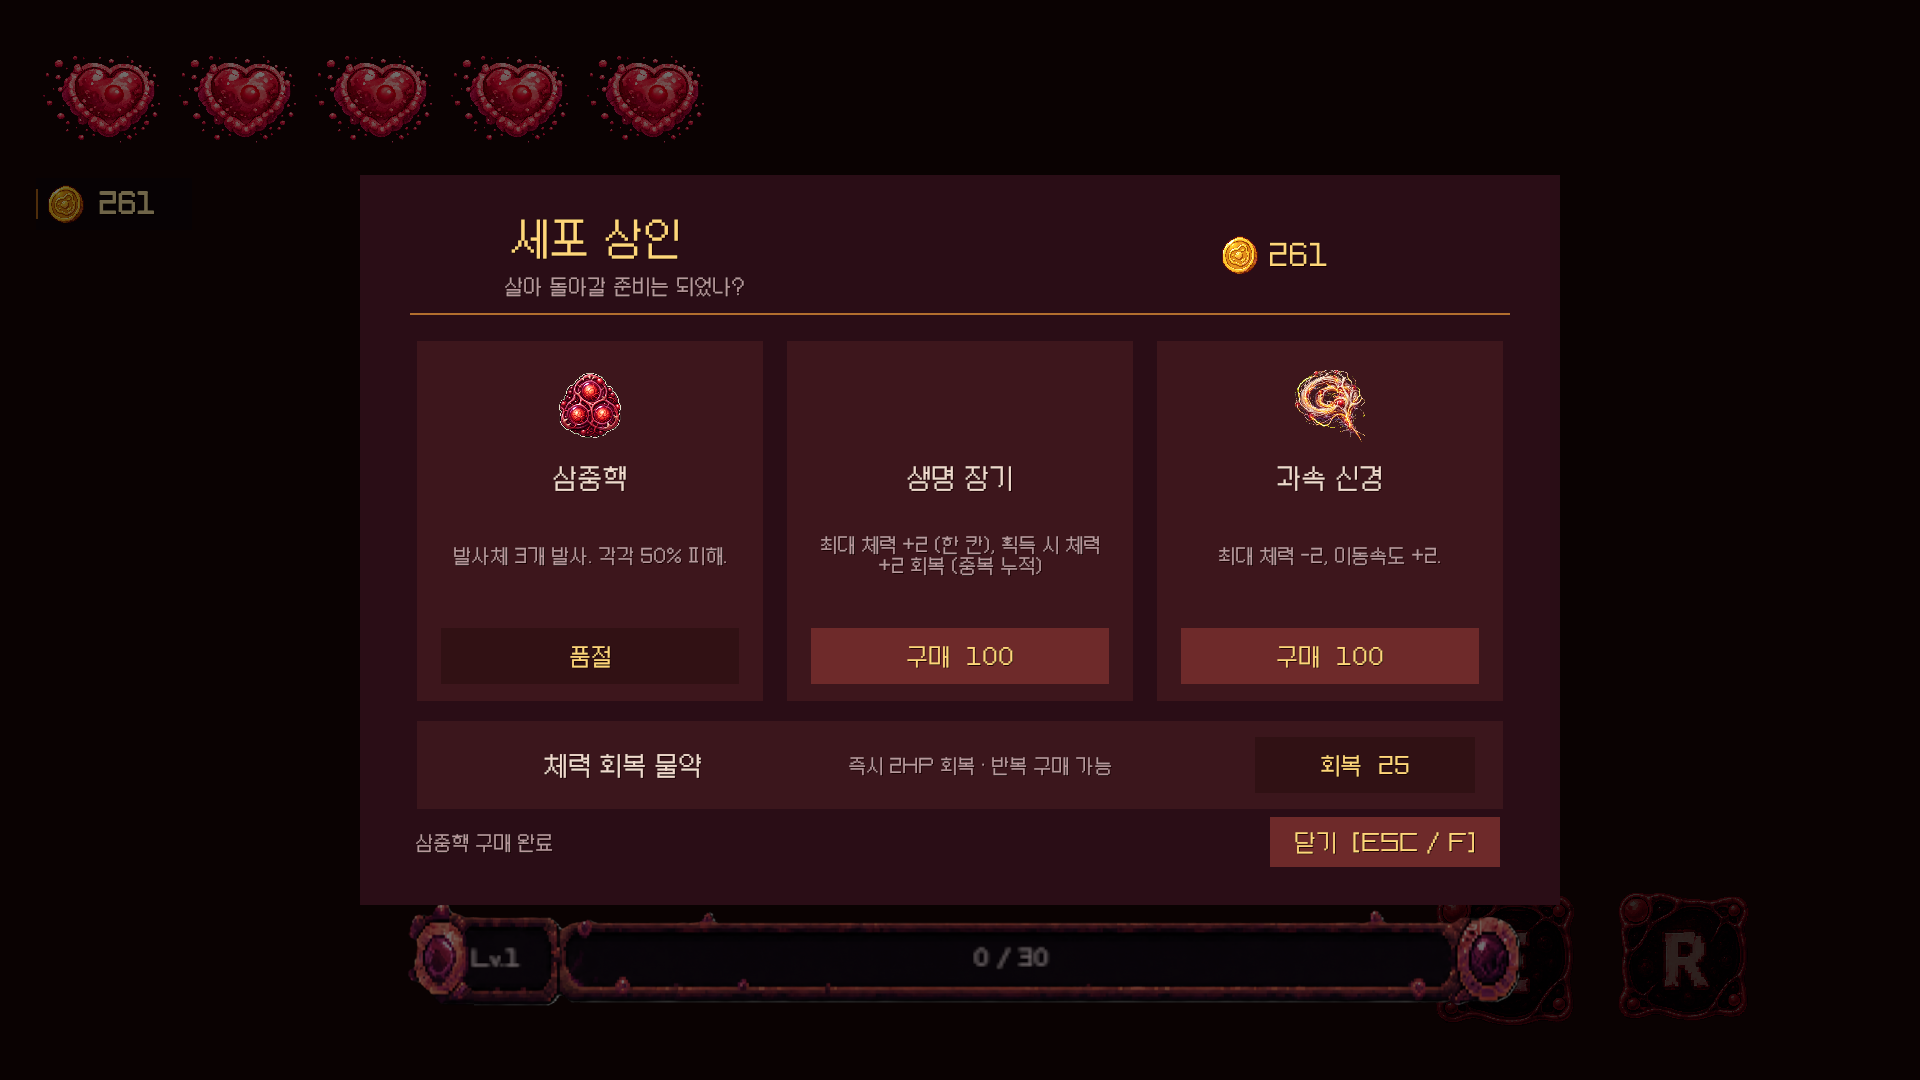 261
세포 상인
261
살아 돌아갈 준비는 되었나?
삼중핵
발사체 3개 발사. 각각 50% 피해.
품절
생명 장기
최대 체력 +2 (한 칸), 획득 시 체력
+2 회복 (중복 누적)
구매 100
과속 신경
최대 체력 -2, 이동속도 +2.
구매 100
체력 회복 물약
즉시 2HP 회복 · 반복 구매 가능
회복 25
삼중핵 구매 완료
닫기 [ESC / F]
Lv.1
0 / 30
R